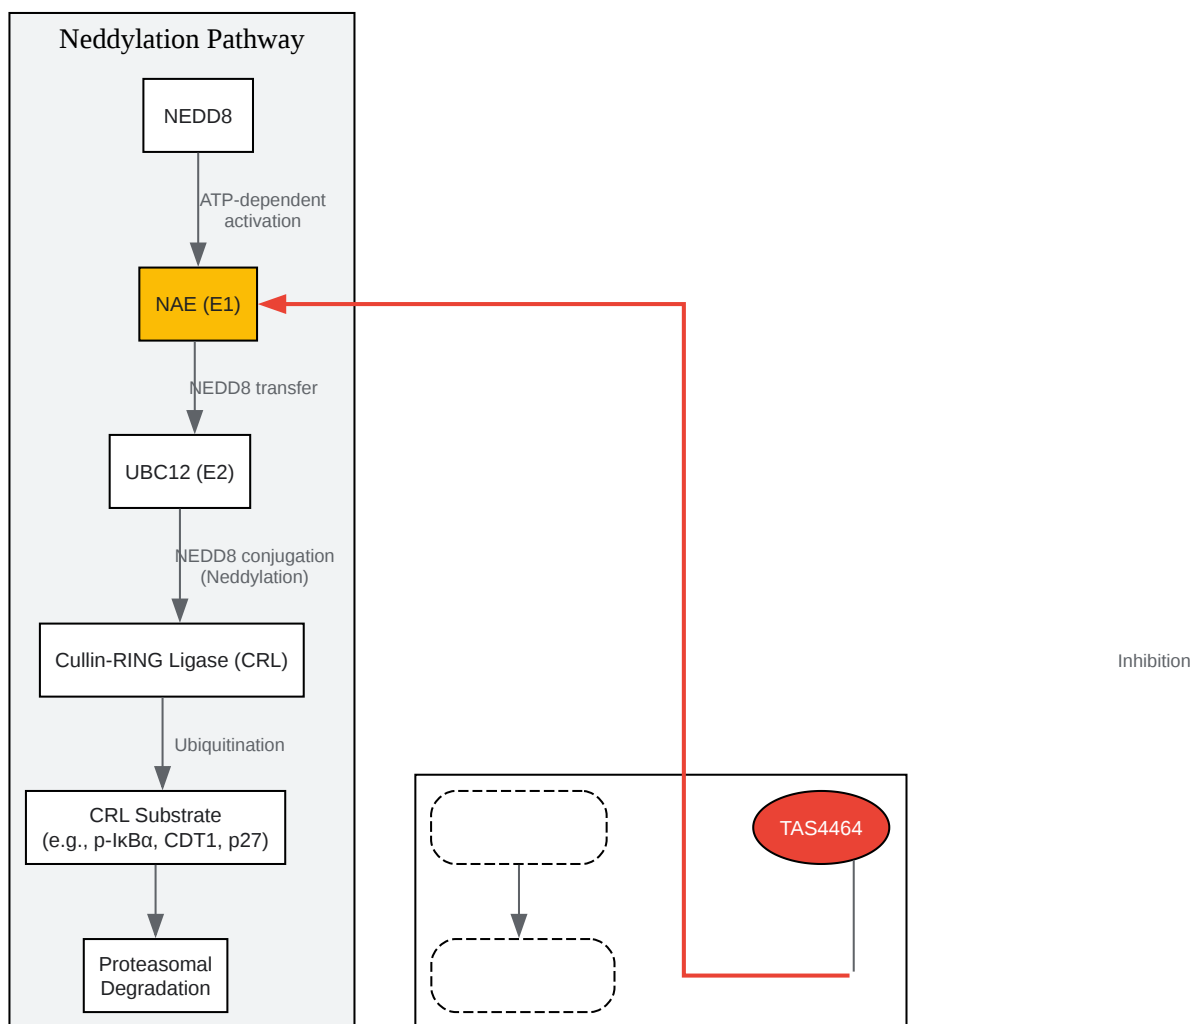 Neddylation Pathway
NEDD8
ATP-dependent
activation
NAE (E1)
NEDD8 transfer
UBC12 (E2)
NEDD8 conjugation
(Neddylation)
Cullin-RING Ligase (CRL)
Inhibition
Ubiquitination
CRL Substrate
(e.g., p-IκBα, CDT1, p27)
TAS4464
Proteasomal
Degradation